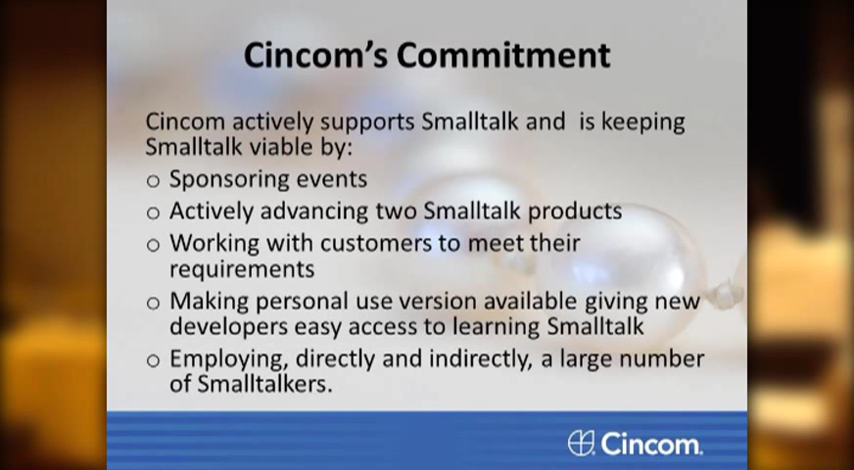 Cincom’s Commitment
Cincom actively supports Smalltalk and  is keeping
Smalltalk viable by:
o Sponsoring events
o Actively advancing two Smalltalk products
o Working with customers to meet their
requirements
o Making personal use version available giving new
developers easy access to learning Smalltalk
o Employing, directly and indirectly, a large number
of Smalltalkers.
Cincom.